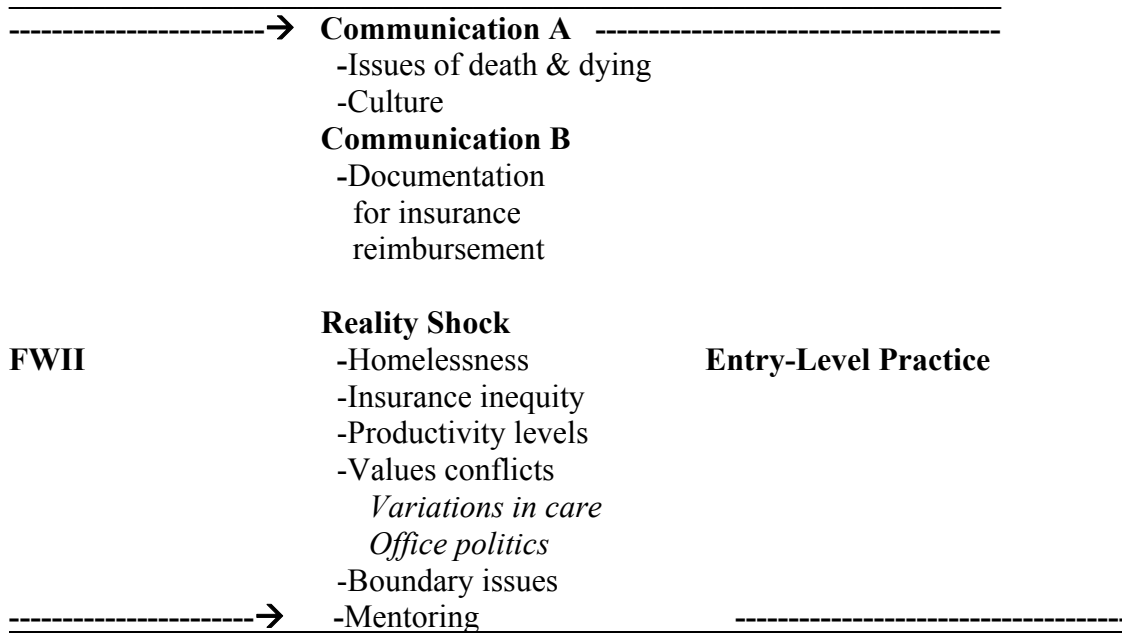 -----------------------→ Communication A -------------------------------------
-Issues of death & dying
-Culture
Communication B
-Documentation
for insurance
reimbursement
Reality Shock
FWII -Homelessness Entry-Level Practice
-Insurance inequity
-Productivity levels
-Values conflicts
Variations in care
Office politics
-Boundary issues
----------------------→ -Mentoring -----------------------------------